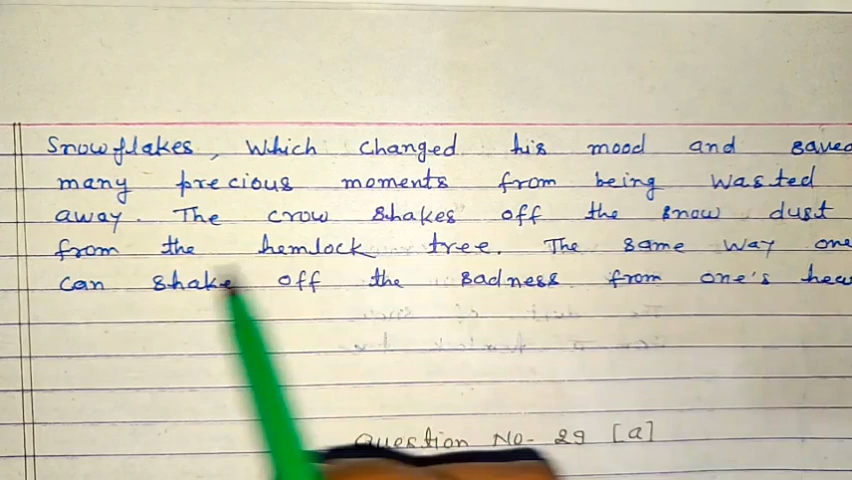 Snowflakes, Which changed his mood and saved
many precious moments from being wasted
away. The crow shakes off the snow dust
from the hemlock tree. The same way one
can shake off the sadness from one's
Question No- 29 [a]